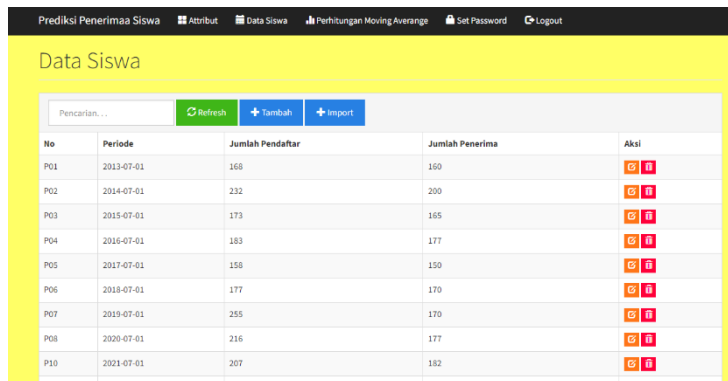 Prediksi Penerimaa Siswa Attribut Data Siswa Perhitungan Moving Averange Set Password Logout
Data Siswa
Pencarian... Refresh Tambah Import
No Periode Jumlah Pendaftar Jumlah Penerima Aksi
P01 2013-07-01 168 160
P02 2014-07-01 232 200
P03 2015-07-01 173 165
P04 2016-07-01 183 177
P05 2017-07-01 158 150
P06 2018-07-01 177 170
P07 2019-07-01 255 170
P08 2020-07-01 216 177
P10 2021-07-01 207 182